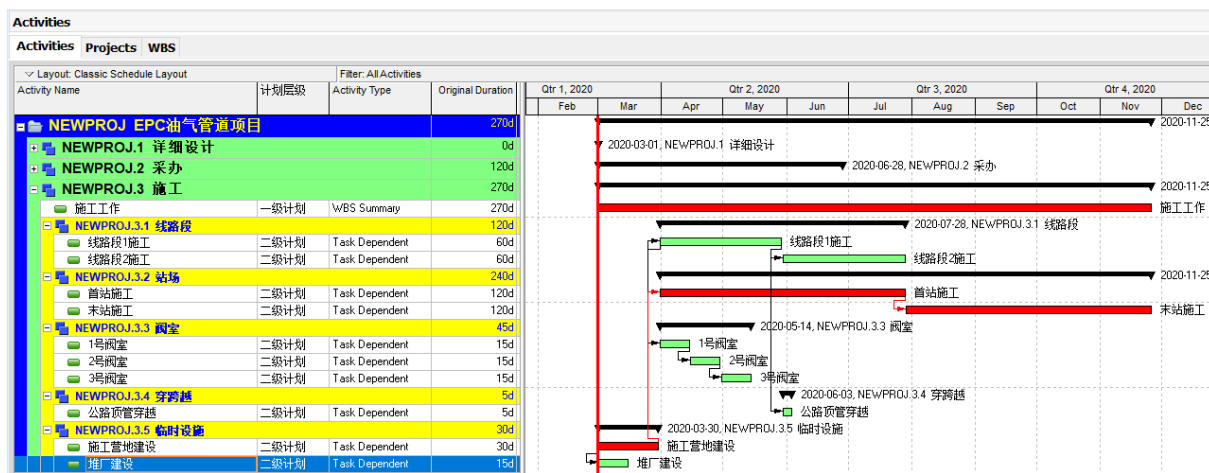 Activities
Activities Projects WBS
Layout: Classic Schedule Layout Filter: All Activities
Activity Name 计划层级 Activity Type Original Duration Qtr 1, 2020 Qtr 2, 2020 Qtr 3, 2020 Qtr 4, 2020
Feb Mar Apr May Jun Jul Aug Sep Oct Nov Dec
NEWPROJ EPC油气管道项目 270d 2020-11-25
NEWPROJ.1 详细设计 0d 2020-03-01, NEWPROJ.1 详细设计
NEWPROJ.2 采办 120d 2020-06-28, NEWPROJ.2 采办
NEWPROJ.3 施工 270d 2020-11-25
施工工作 一级计划 WBS Summary 270d 施工工作
NEWPROJ.3.1 线路段 120d 2020-07-28, NEWPROJ.3.1 线路段
线路段1施工 二级计划 Task Dependent 60d 线路段1施工
线路段2施工 二级计划 Task Dependent 60d 线路段2施工
NEWPROJ.3.2 站场 240d 2020-11-25
首站施工 二级计划 Task Dependent 120d 首站施工
末站施工 二级计划 Task Dependent 120d 末站施工
NEWPROJ.3.3 阀室 45d 2020-05-14, NEWPROJ.3.3 阀室
1号阀室 二级计划 Task Dependent 15d 1号阀室
2号阀室 二级计划 Task Dependent 15d 2号阀室
3号阀室 二级计划 Task Dependent 15d 3号阀室
NEWPROJ.3.4 穿跨越 5d 2020-06-03, NEWPROJ.3.4 穿跨越
公路顶管穿越 二级计划 Task Dependent 5d 公路顶管穿越
NEWPROJ.3.5 临时设施 30d 2020-03-30, NEWPROJ.3.5 临时设施
施工营地建设 二级计划 Task Dependent 30d 施工营地建设
堆厂建设 二级计划 Task Dependent 15d 堆厂建设